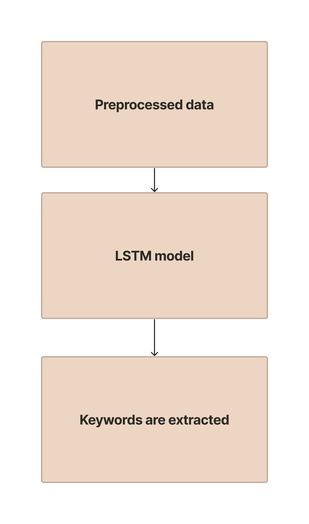 Preprocessed data
LSTM model
Keywords are extracted